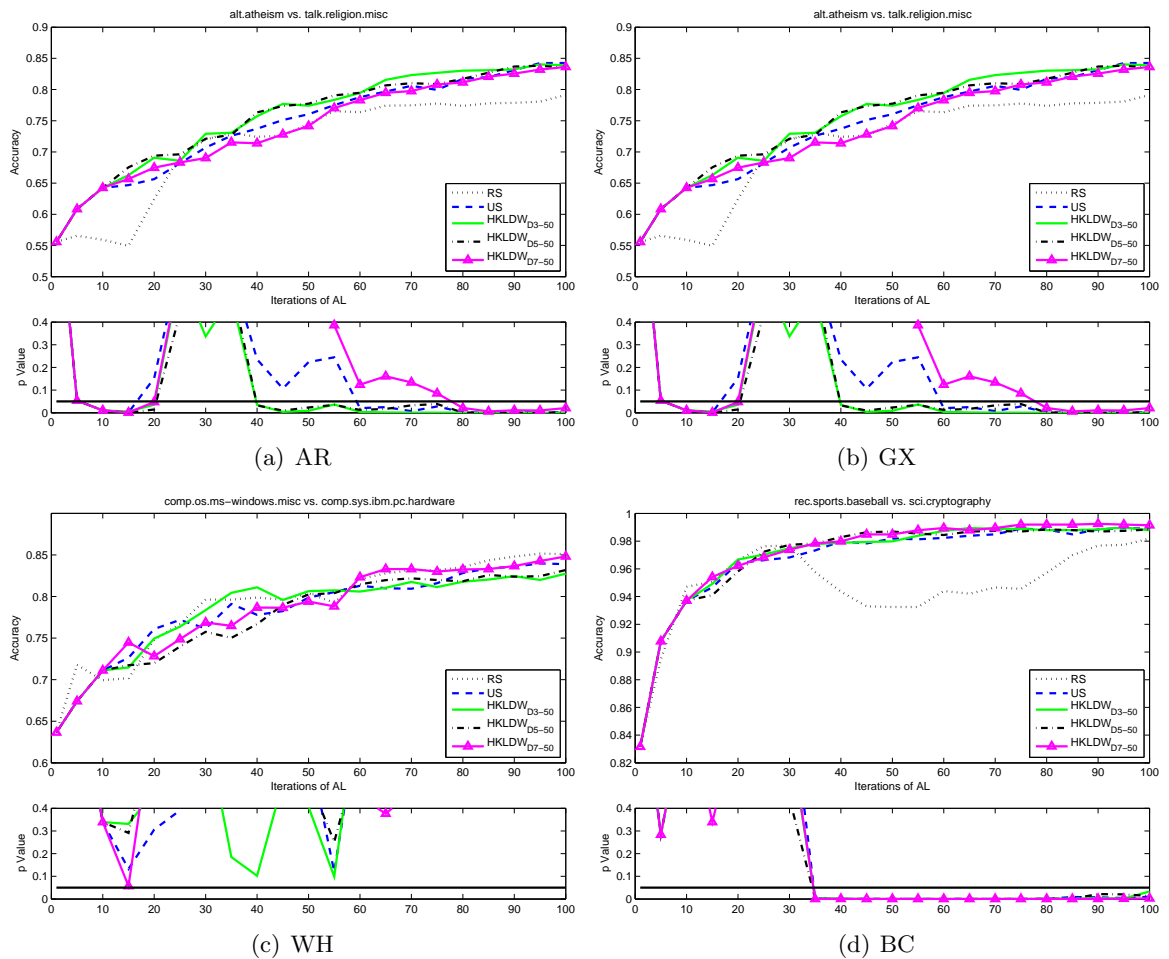 alt.atheism vs. talk.religion.misc
0.9
0.85
0.8
0.75
0.7
0.65
0.6
0.55
0.5
Accuracy
RS
US
HKLDW D3-50
HKLDW D5-50
HKLDW D7-50
0 10 20 30 40 50 60 70 80 90 100
Iterations of AL
0.4
0.3
0.2
0.1
0
p Value
0 10 20 30 40 50 60 70 80 90 100
(a) AR
alt.atheism vs. talk.religion.misc
0.9
0.85
0.8
0.75
0.7
0.65
0.6
0.55
0.5
Accuracy
RS
US
HKLDW D3-50
HKLDW D5-50
HKLDW D7-50
0 10 20 30 40 50 60 70 80 90 100
Iterations of AL
0.4
0.3
0.2
0.1
0
p Value
0 10 20 30 40 50 60 70 80 90 100
(b) GX
comp.os.ms-windows.misc vs. comp.sys.ibm.pc.hardware
0.9
0.85
0.8
0.75
0.7
0.65
0.6
Accuracy
RS
US
HKLDW D3-50
HKLDW D5-50
HKLDW D7-50
0 10 20 30 40 50 60 70 80 90 100
Iterations of AL
0.4
0.3
0.2
0.1
0
p Value
0 10 20 30 40 50 60 70 80 90 100
(c) WH
rec.sports.baseball vs. sci.cryptography
1
0.98
0.96
0.94
0.92
0.9
0.88
0.86
0.84
0.82
Accuracy
RS
US
HKLDW D3-50
HKLDW D5-50
HKLDW D7-50
0 10 20 30 40 50 60 70 80 90 100
Iterations of AL
0.4
0.3
0.2
0.1
0
p Value
0 10 20 30 40 50 60 70 80 90 100
(d) BC